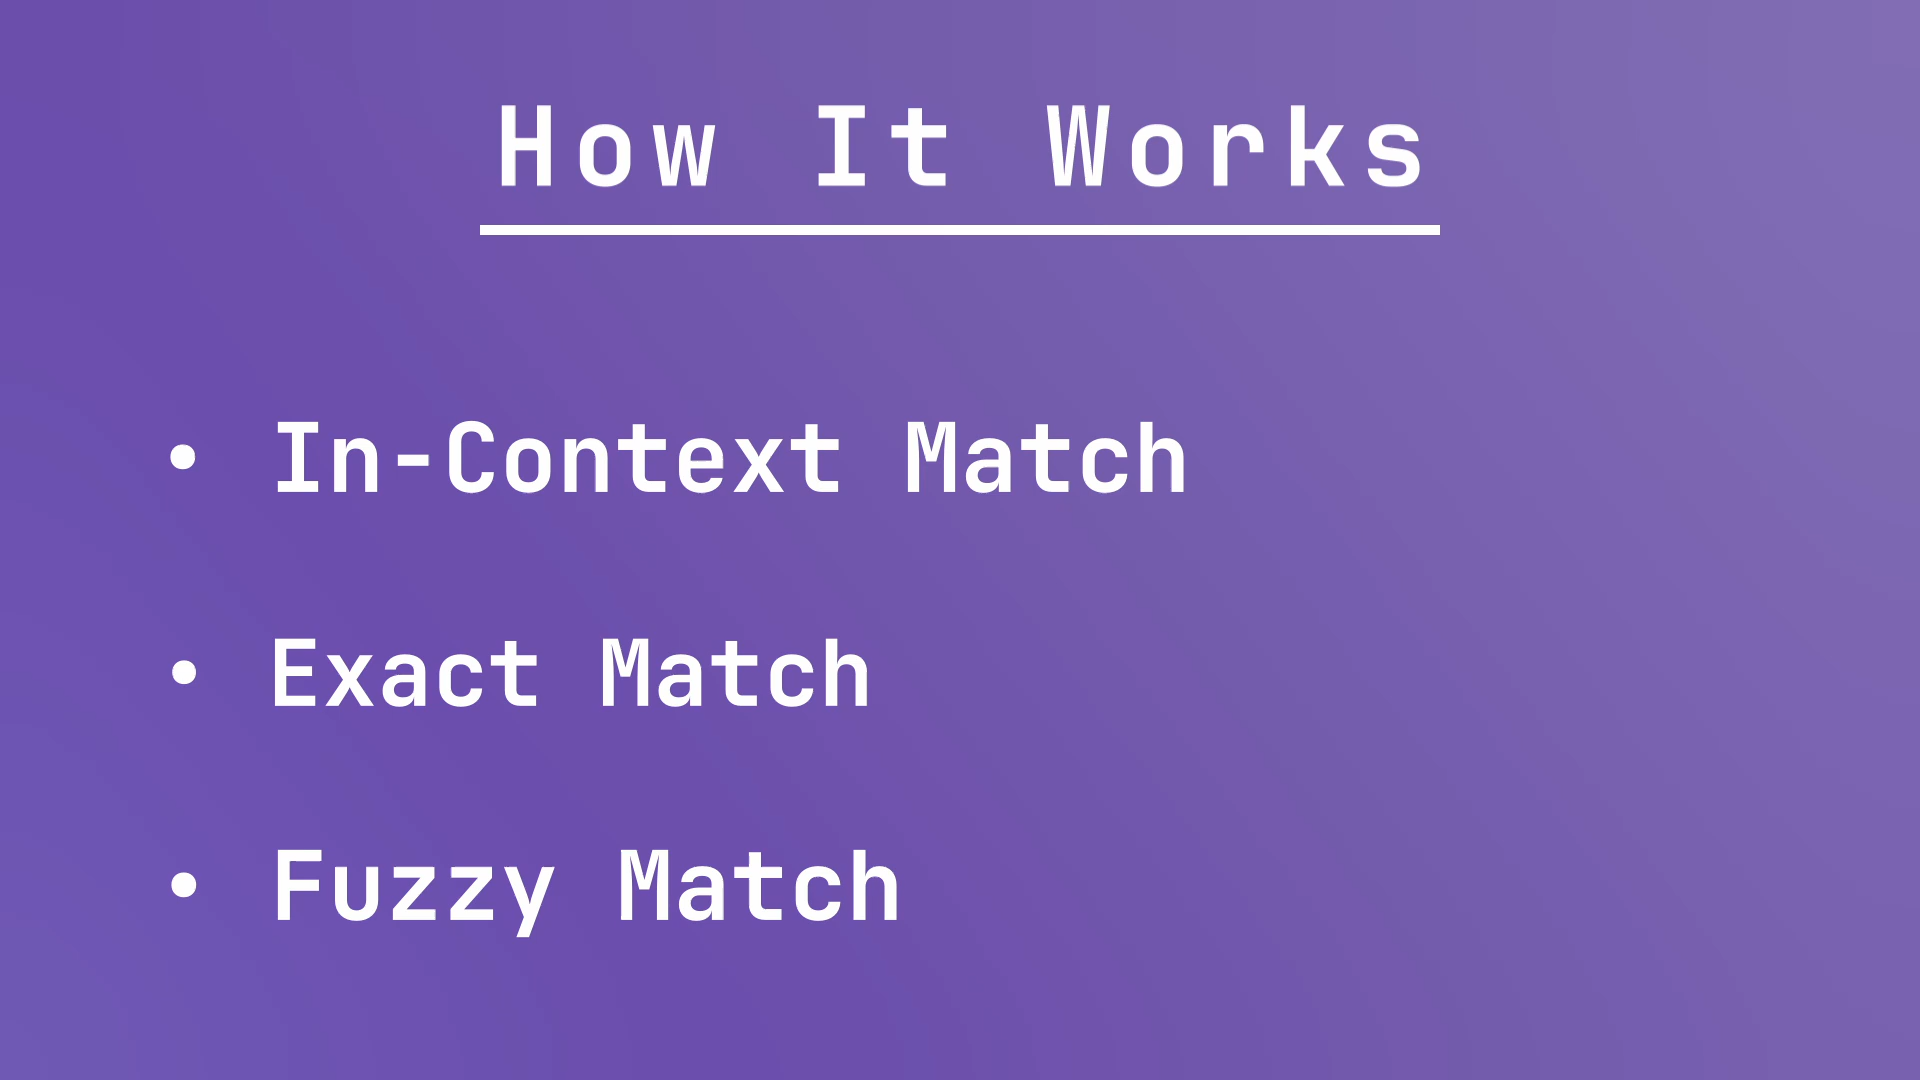 How It Works
• In-Context Match
• Exact Match
• Fuzzy Match